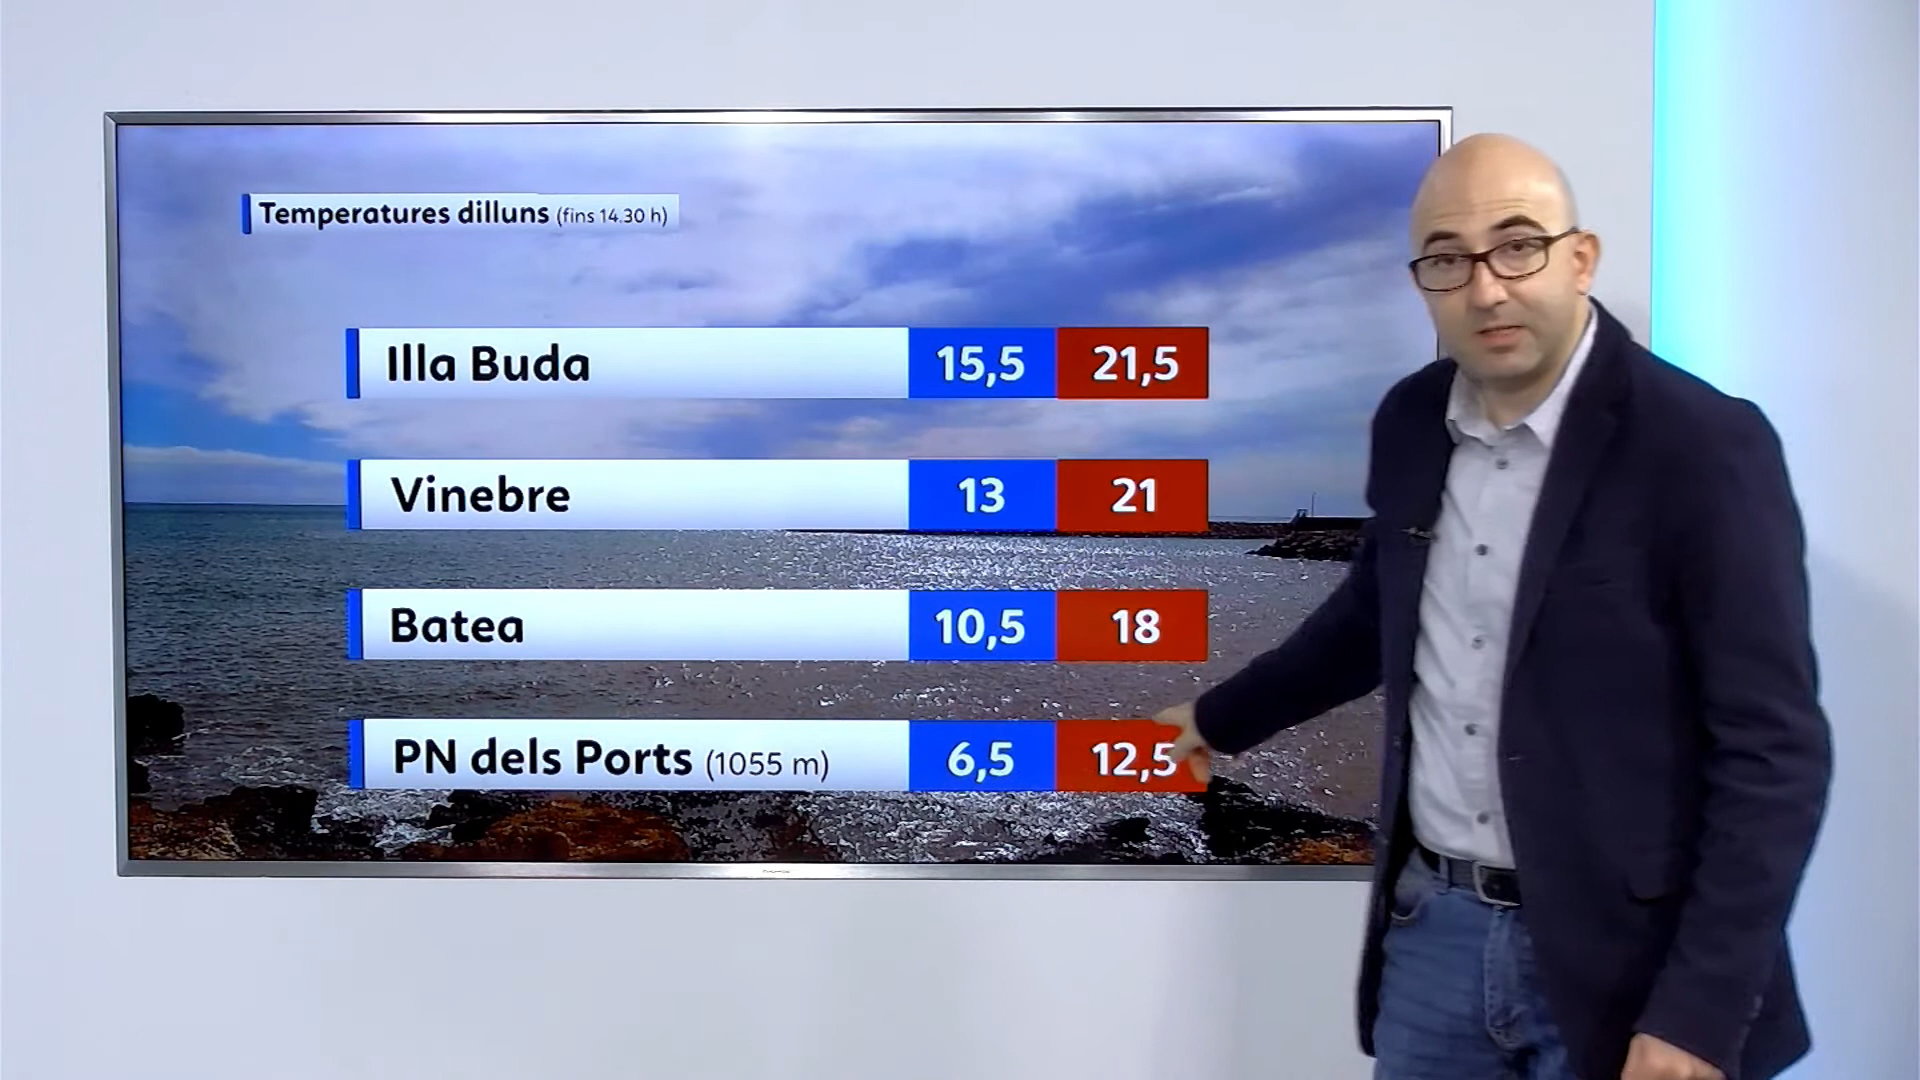 Temperatures dilluns (fins 14.30 h)
Illa Buda 15,5 21,5
Vinebre 13 21
Batea 10,5 18
PN dels Ports (1055 m) 6,5 12,5